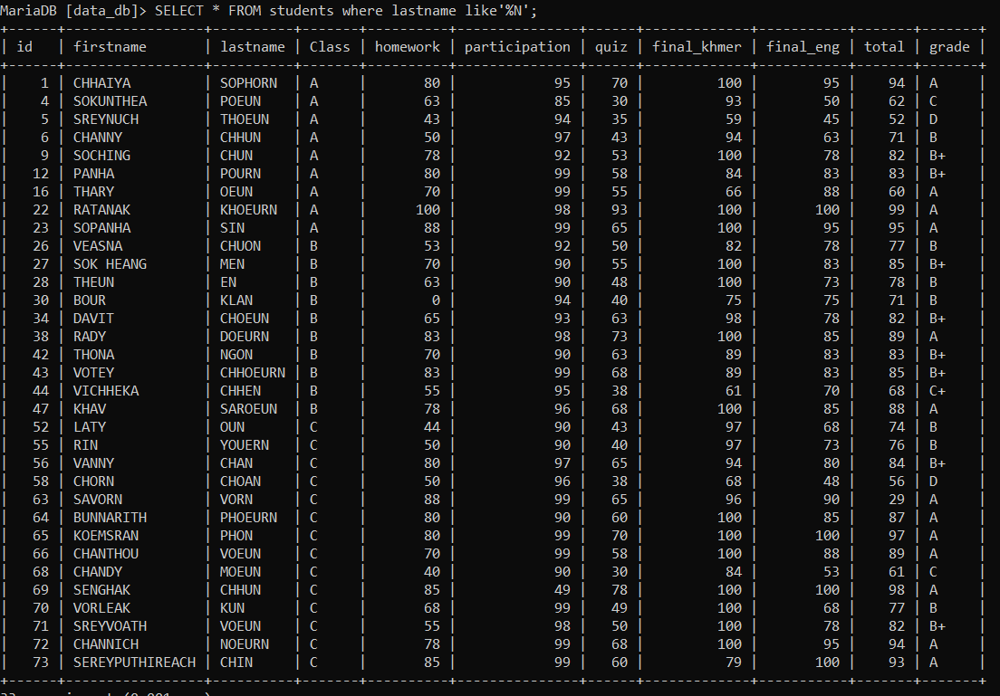 MariaDB [data_db]> SELECT * FROM students where lastname like'%N';
+------+-----------------+----------+-------+----------+---------------+------+-------------+-----------+-------+-------+
| id   | firstname       | lastname | Class | homework | participation | quiz | final_khmer | final_eng | total | grade |
+------+-----------------+----------+-------+----------+---------------+------+-------------+-----------+-------+-------+
|    1 | CHHAIYA         | SOPHORN  | A     |       80 |            95 |   70 |         100 |        95 |    94 | A     |
|    4 | SOKUNTHEA       | POEUN    | A     |       63 |            85 |   30 |          93 |        50 |    62 | C     |
|    5 | SREYNUCH        | THOEUN   | A     |       43 |            94 |   35 |          59 |        45 |    52 | D     |
|    6 | CHANNY          | CHHUN    | A     |       50 |            97 |   43 |          94 |        63 |    71 | B     |
|    9 | SOCHING         | CHUN     | A     |       78 |            92 |   53 |         100 |        78 |    82 | B+    |
|   12 | PANHA           | POURN    | A     |       80 |            99 |   58 |          84 |        83 |    83 | B+    |
|   16 | THARY           | OEUN     | A     |       70 |            99 |   55 |          66 |        88 |    60 | A     |
|   22 | RATANAK         | KHOEURN  | A     |      100 |            98 |   93 |         100 |       100 |    99 | A     |
|   23 | SOPANHA         | SIN      | A     |       88 |            99 |   65 |         100 |        95 |    95 | A     |
|   26 | VEASNA          | CHUON    | B     |       53 |            92 |   50 |          82 |        78 |    77 | B     |
|   27 | SOK HEANG       | MEN      | B     |       70 |            90 |   55 |         100 |        83 |    85 | B+    |
|   28 | THEUN           | EN       | B     |       63 |            90 |   48 |         100 |        73 |    78 | B     |
|   30 | BOUR            | KLAN     | B     |        0 |            94 |   40 |          75 |        75 |    71 | B     |
|   34 | DAVIT           | CHOEUN   | B     |       65 |            93 |   63 |          98 |        78 |    82 | B+    |
|   38 | RADY            | DOEURN   | B     |       83 |            98 |   73 |         100 |        85 |    89 | A     |
|   42 | THONA           | NGON     | B     |       70 |            90 |   63 |          89 |        83 |    83 | B+    |
|   43 | VOTEY           | CHHOEURN | B     |       83 |            99 |   68 |          89 |        83 |    85 | B+    |
|   44 | VICHHEKA        | CHHEN    | B     |       55 |            95 |   38 |          61 |        70 |    68 | C+    |
|   47 | KHAV            | SAROEUN  | B     |       78 |            96 |   68 |         100 |        85 |    88 | A     |
|   52 | LATY            | OUN      | C     |       44 |            90 |   43 |          97 |        68 |    74 | B     |
|   55 | RIN             | YOUERN   | C     |       50 |            90 |   40 |          97 |        73 |    76 | B     |
|   56 | VANNY           | CHAN     | C     |       80 |            97 |   65 |          94 |        80 |    84 | B+    |
|   58 | CHORN           | CHOAN    | C     |       50 |            96 |   38 |          68 |        48 |    56 | D     |
|   63 | SAVORN          | VORN     | C     |       88 |            99 |   65 |          96 |        90 |    29 | A     |
|   64 | BUNNARITH       | PHOEURN  | C     |       80 |            90 |   60 |         100 |        85 |    87 | A     |
|   65 | KOEMSRAN        | PHON     | C     |       80 |            99 |   70 |         100 |       100 |    97 | A     |
|   66 | CHANTHOU        | VOEUN    | C     |       70 |            99 |   58 |         100 |        88 |    89 | A     |
|   68 | CHANDY          | MOEUN    | C     |       40 |            90 |   30 |          84 |        53 |    61 | C     |
|   69 | SENGHAK         | CHHUN    | C     |       85 |            49 |   78 |         100 |       100 |    98 | A     |
|   70 | VORLEAK         | KUN      | C     |       68 |            99 |   49 |         100 |        68 |    77 | B     |
|   71 | SREYVOATH       | VOEUN    | C     |       55 |            98 |   50 |         100 |        78 |    82 | B+    |
|   72 | CHANNICH        | NOEURN   | C     |       78 |            99 |   68 |         100 |        95 |    94 | A     |
|   73 | SEREYPUTHIREACH | CHIN     | C     |       85 |            99 |   60 |          79 |       100 |    93 | A     |
+------+-----------------+----------+-------+----------+---------------+------+-------------+-----------+-------+-------+